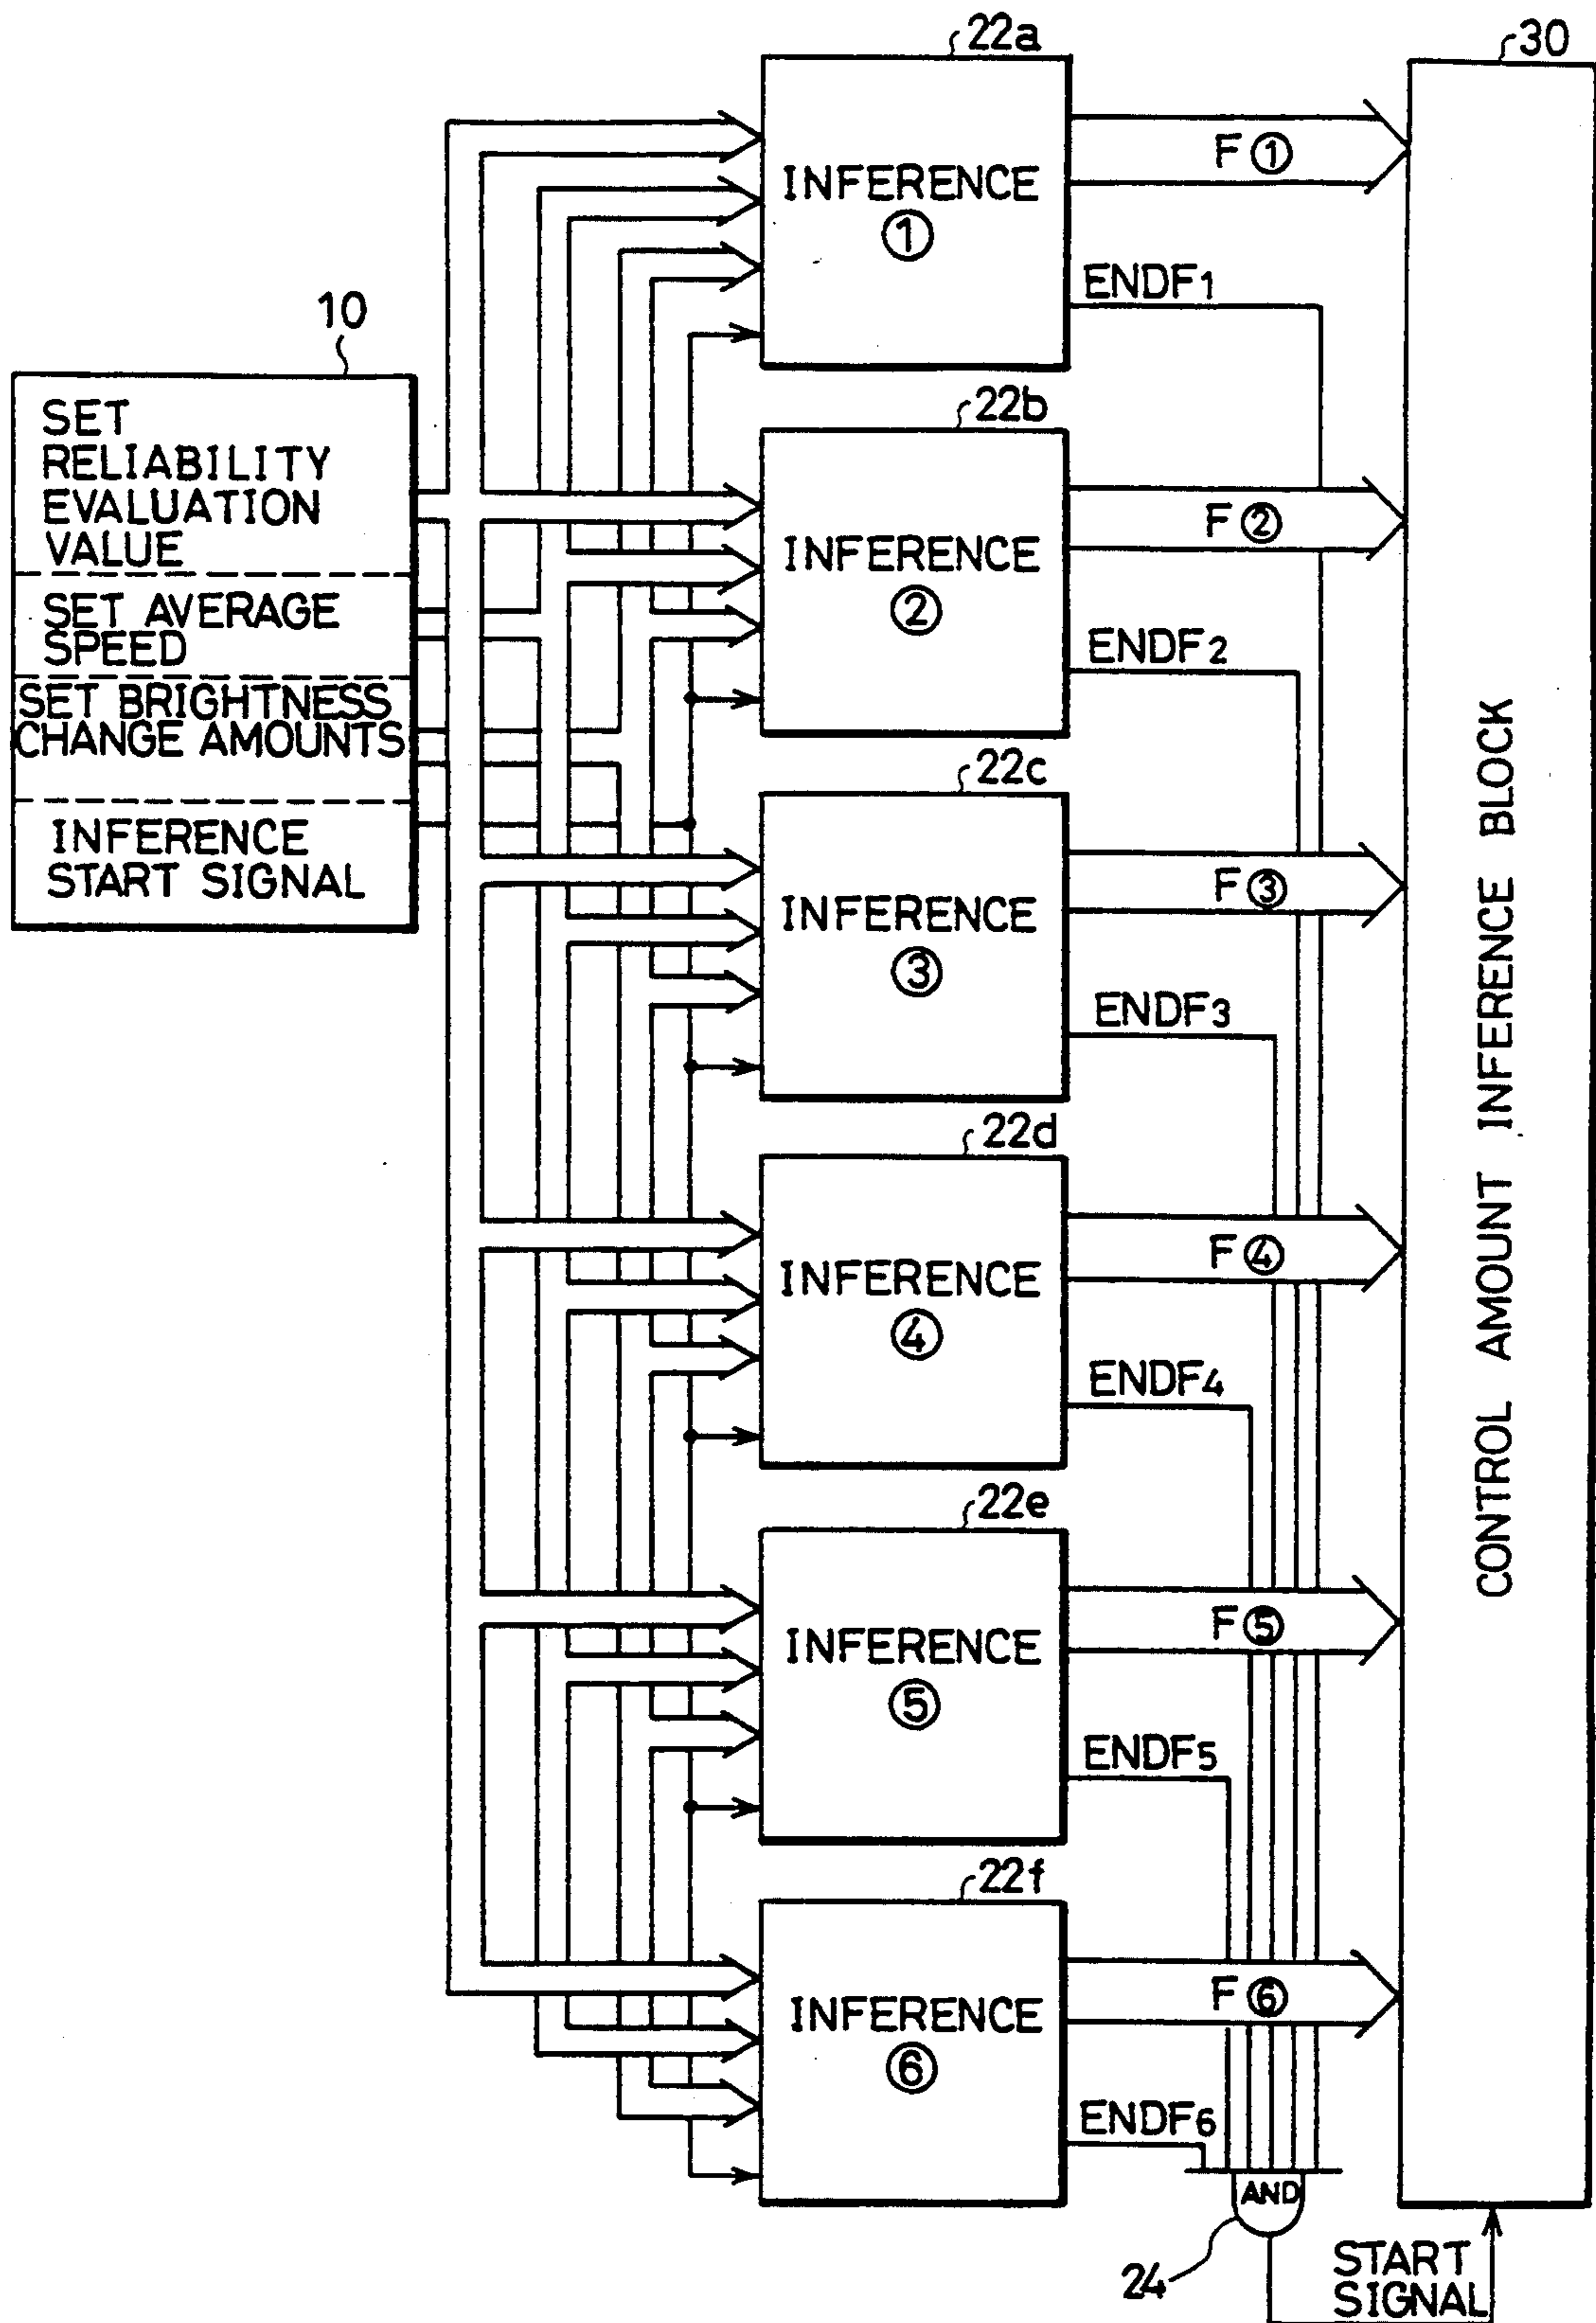 10
SET
RELIABILITY
EVALUATION
VALUE
SET AVERAGE
SPEED
SET BRIGHTNESS
CHANGE AMOUNTS
INFERENCE
START SIGNAL
22a
INFERENCE
①
F①
ENDF1
22b
INFERENCE
②
F②
ENDF2
22c
INFERENCE
③
F③
ENDF3
22d
INFERENCE
④
F④
ENDF4
22e
INFERENCE
⑤
F⑤
ENDF5
22f
INFERENCE
⑥
F⑥
ENDF6
AND
24
START
SIGNAL
30
CONTROL AMOUNT INFERENCE BLOCK